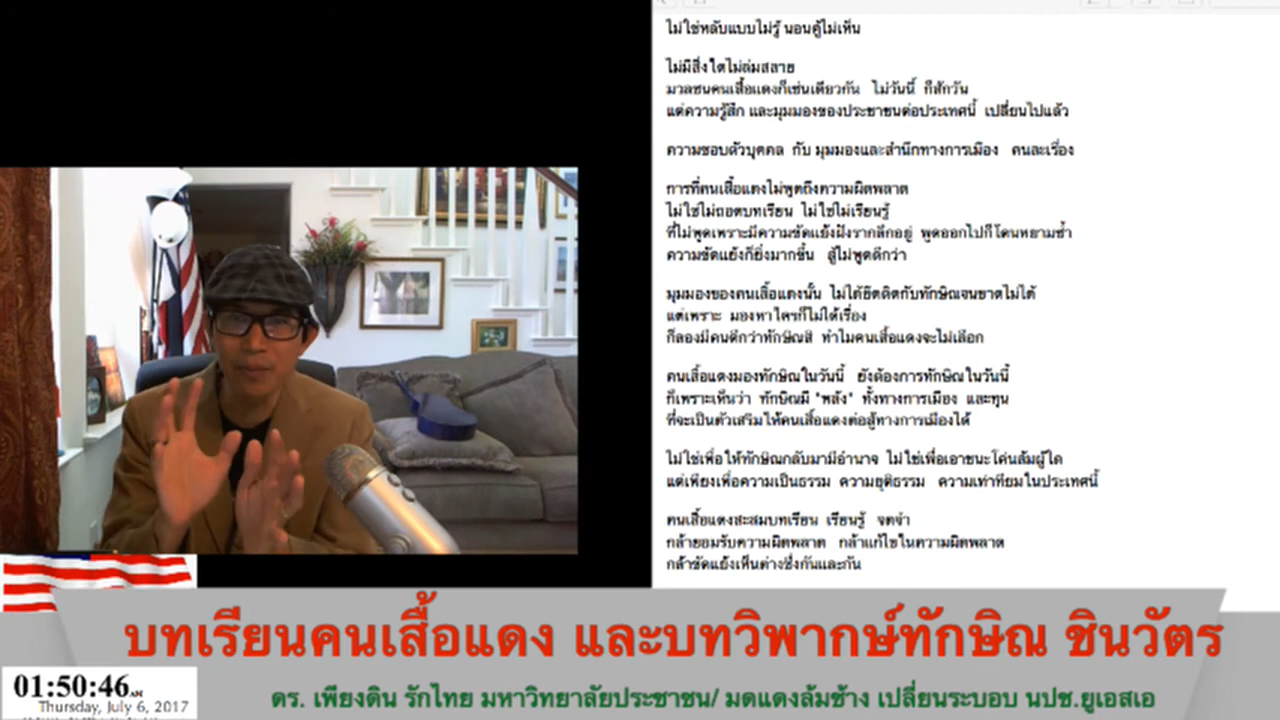 ไม่ใช่หลับแบบไม่รู้ นอนคู้ไม่เห็น
ไม่มีสิ่งใดไม่ล่มสลาย
มวลชนคนเสื้อแดงก็เช่นเดียวกัน ไม่วันนี้ ก็สักวัน
แต่ความรู้สึก และมุมมองของประชาชนต่อประเทศนี้ เปลี่ยนไปแล้ว
ความชอบตัวบุคคล กับ มุมมองและสำนึกทางการเมือง คนละเรื่อง
การที่คนเสื้อแดงไม่พูดถึงความผิดพลาด
ไม่ใช่ไม่ถอดบทเรียน ไม่ใช่ไม่เรียนรู้
ที่ไม่พูดเพราะมีความขัดแย้งฝังรากลึกอยู่ พูดออกไปก็โดนหยามซ้ำ
ความขัดแย้งก็ยิ่งมากขึ้น สู้ไม่พูดดีกว่า
มุมมองของคนเสื้อแดงนั้น ไม่ได้ยึดติดกับทักษิณจนขาดไม่ได้
แต่เพราะ มองหาใครก็ไม่ได้เรื่อง
ก็ลองมีคนดีกว่าทักษิณสิ ทำไมคนเสื้อแดงจะไม่เลือก
คนเสื้อแดงมองทักษิณในวันนี้ ยังต้องการทักษิณในวันนี้
ก็เพราะเห็นว่า ทักษิณมี "พลัง" ทั้งทางการเมือง และทุน
ที่จะเป็นตัวเสริมให้คนเสื้อแดงต่อสู้ทางการเมืองได้
ไม่ใช่เพื่อให้ทักษิณกลับมามีอำนาจ ไม่ใช่เพื่อเอาชนะโค่นล้มผู้ใด
แต่เพียงเพื่อความเป็นธรรม ความยุติธรรม ความเท่าเทียมในประเทศนี้
คนเสื้อแดงสะสมบทเรียน เรียนรู้ จดจำ
กล้ายอมรับความผิดพลาด กล้าแก้ไขในความผิดพลาด
กล้าขัดแย้งเห็นต่างซึ่งกันและกัน
บทเรียนคนเสื้อแดง และบทวิพากษ์ทักษิณ ชินวัตร
01:50:46 AM
Thursday, July 6, 2017
ดร. เพียงดิน รักไทย มหาวิทยาลัยประชาชน/ มดแดงล้มช้าง เปลี่ยนระบอบ นปช.ยูเอสเอ